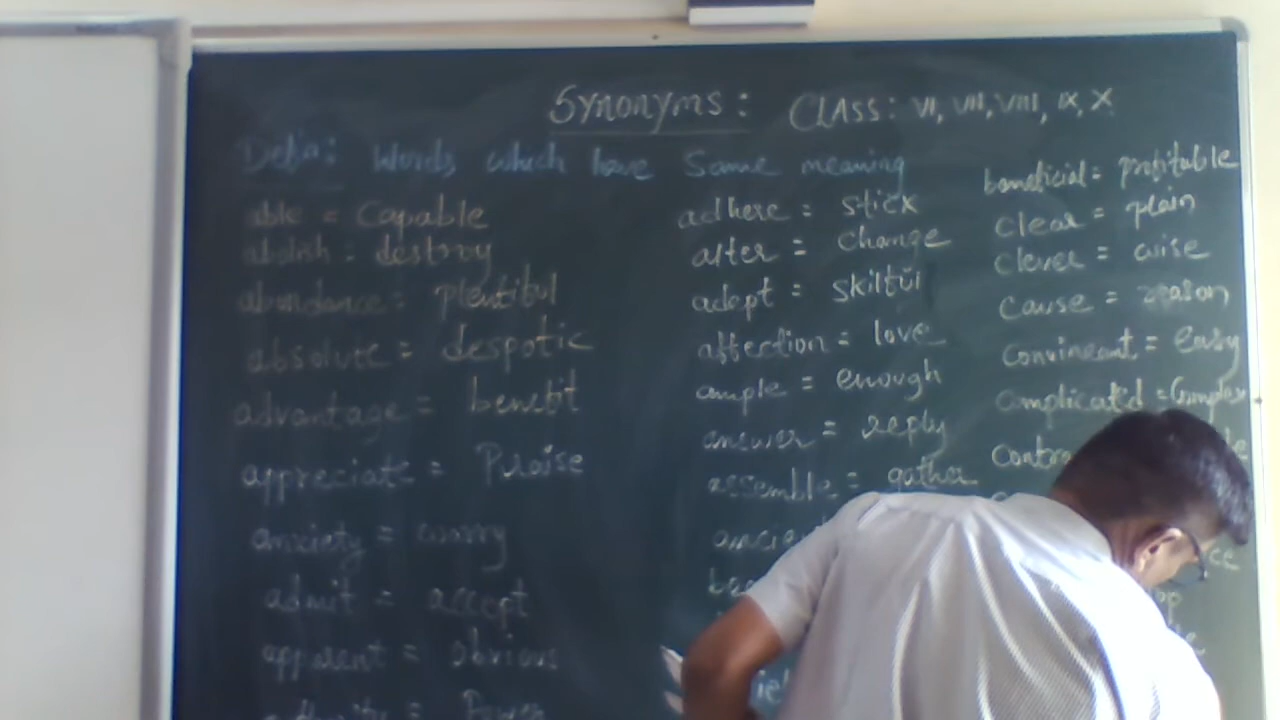 Synonyms: CLASS: VI, VII, VIII, IX, X
Defn: Words which have Same meaning
able = Capable
abolish = destroy
abundance = plentiful
absolute = despotic
advantage = benefit
appreciate = Praise
anxiety = worry
admit = accept
apparent = obvious
= Power
adhere = stick
alter = change
adept = skilful
affection = love
ample = enough
answer = reply
assemble = gather
beneficial = profitable
clear = plain
clever = wise
cause = reason
Convineant = easy
Complicated = Complex